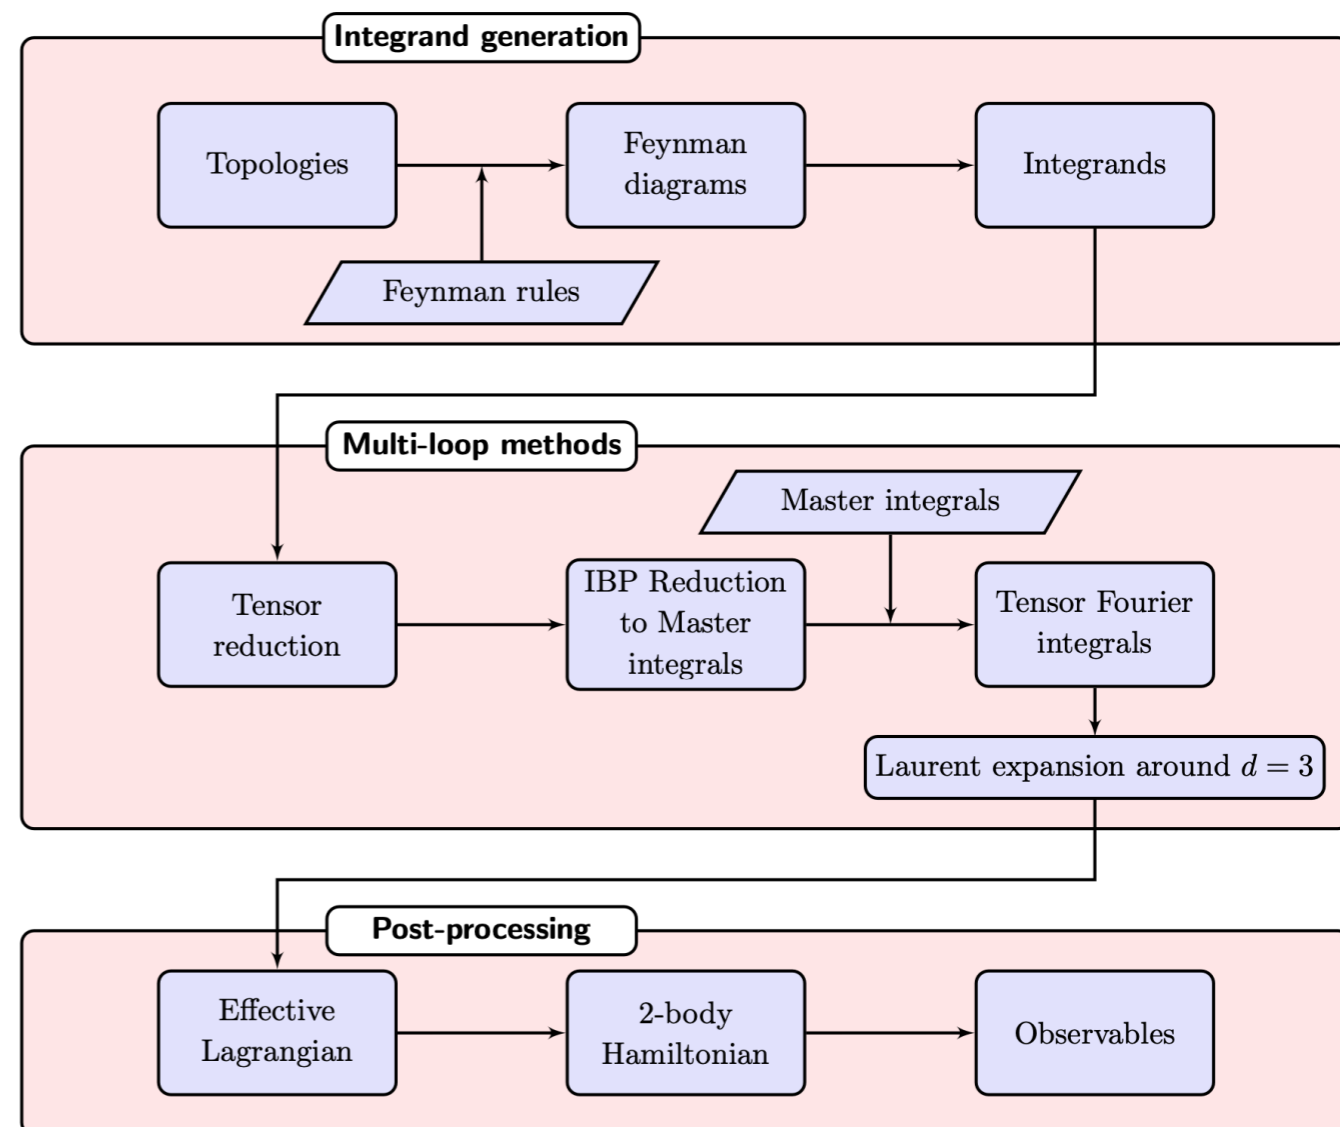 Integrand generation
Topologies
Feynman
diagrams
Integrands
Feynman rules
Multi-loop methods
Master integrals
Tensor
reduction
IBP Reduction
to Master
integrals
Tensor Fourier
integrals
Laurent expansion around d = 3
Post-processing
Effective
Lagrangian
2-body
Hamiltonian
Observables